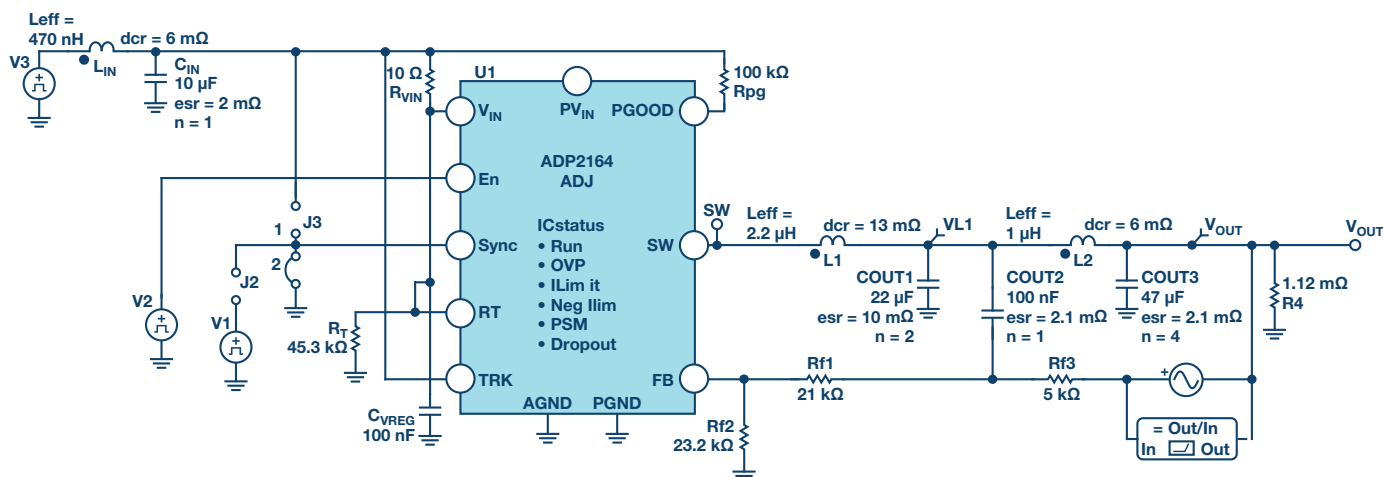 Leff =
470 nH
dcr = 6 mΩ
V3
LIN
CIN
10 µF
esr = 2 mΩ
n = 1
10 Ω
RVIN
U1
100 kΩ
Rpg
VIN
PVIN
PGOOD
En
ADP2164
ADJ
J3
1
Sync
2
J2
ICstatus
• Run
• OVP
• ILim it
• Neg Ilim
• PSM
• Dropout
SW
SW
Leff =
2.2 µH
dcr = 13 mΩ
L1
VL1
Leff =
1 µH
dcr = 6 mΩ
L2
VOUT
VOUT
COUT1
22 µF
esr = 10 mΩ
n = 2
COUT2
100 nF
esr = 2.1 mΩ
n = 1
COUT3
47 µF
esr = 2.1 mΩ
n = 4
1.12 mΩ
R4
V2
V1
RT
45.3 kΩ
RT
TRK
FB
Rf1
21 kΩ
Rf3
5 kΩ
+
AGND
PGND
CVREG
100 nF
Rf2
23.2 kΩ
= Out/In
In
Out